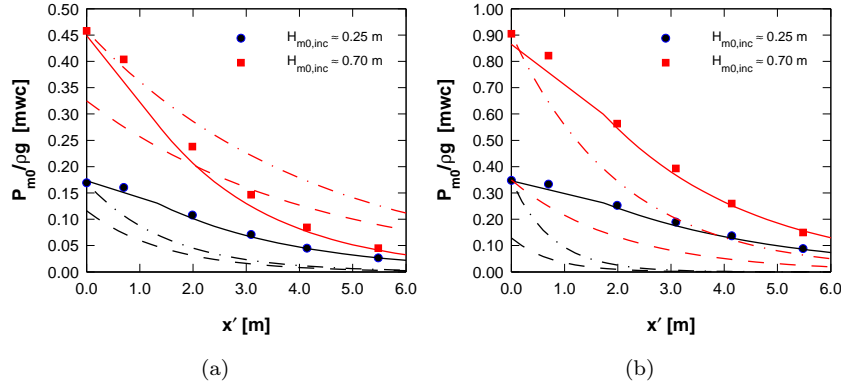 0.50
0.45
0.40
0.35
0.30
0.25
0.20
0.15
0.10
0.05
0.00
P_m0/ρg [mwc]
H_m0,inc ≈ 0.25 m
H_m0,inc ≈ 0.70 m
0.0 1.0 2.0 3.0 4.0 5.0 6.0
x′ [m]
(a)
1.00
0.90
0.80
0.70
0.60
0.50
0.40
0.30
0.20
0.10
0.00
P_m0/ρg [mwc]
H_m0,inc ≈ 0.25 m
H_m0,inc ≈ 0.70 m
0.0 1.0 2.0 3.0 4.0 5.0 6.0
x′ [m]
(b)